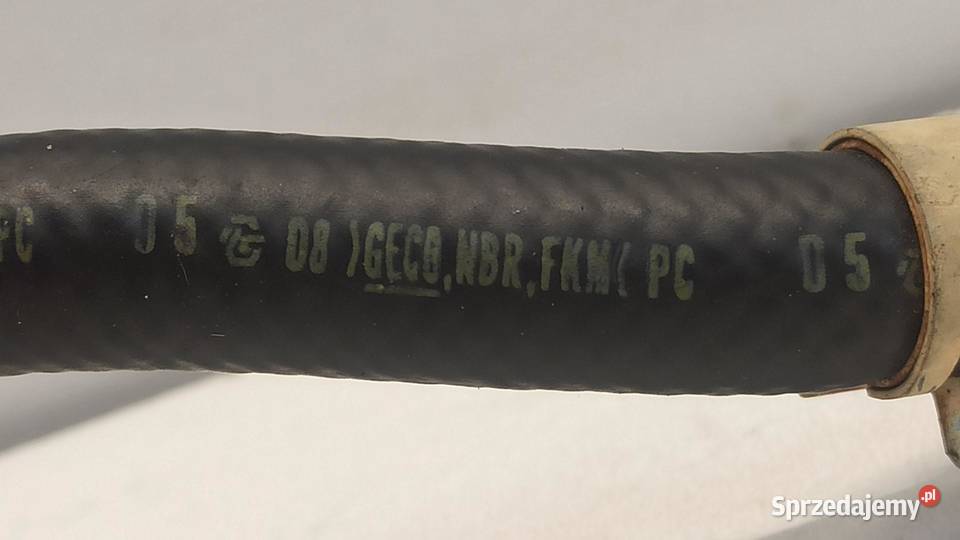 PC 05 08 >GECO,NBR,FKM< PC 05
Sprzedajemy.pl